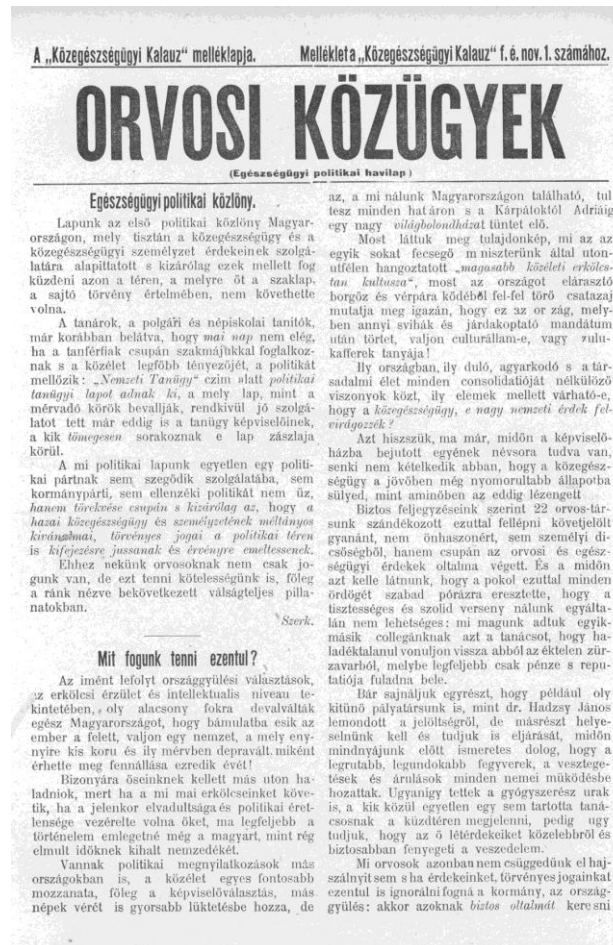 A „Közegészségügyi Kalauz” melléklapja.
Melléklet a „Közegészségügyi Kalauz” f. é. nov. 1. számához.
ORVOSI KÖZÜGYEK
(Egészségügyi politikai havilap)
Egészségügyi politikai közlöny.
Lapunk az első politikai közlöny Magyar-
országon, mely tisztán a közegészségügy és a
közegészségügyi személyzet érdekeinek szolgá-
latára alapittatott s kizárólag ezek mellett fog
küzdeni azon a téren, a melyre őt a szaklap,
a sajtó törvény értelmében, nem követhette
volna.
A tanárok, a polgári és népiskolai tanítók,
már korábban belátva, hogy mai nap nem elég,
ha a tanférfiak csupán szakmájukkal foglalkoz-
nak s a közélet legfőbb tényezőjét, a politikát
mellőzik: „Nemzeti Tanügy” czim alatt politikai
tanügyi lapot adnak ki, a mely lap, mint a
mérvadó körök bevallják, rendkivül jó szolgá-
latot tett már eddig is a tanügy képviselőinek,
a kik tömegesen sorakoznak e lap zászlaja
körül.
A mi politikai lapunk egyetlen egy politi-
kai pártnak sem szegődik szolgálatába, sem
kormánypárti, sem ellenzéki politikát nem űz,
hanem törekvése csupán s kizárólag az, hogy a
hazai közegészségügy és személyzetének méltányos
kivánalmai, törvényes jogai a politikai téren
is kifejezésre jussanak és érvényre emeltessenek.
Ehhez nekünk orvosoknak nem csak jo-
gunk van, de ezt tenni kötelességünk is, főleg
a ránk nézve bekövetkezett válságteljes pilla-
natokban.
Szerk.
Mit fogunk tenni ezentul?
Az imént lefolyt országgyülési választások,
az erkölcsi érzület és intellektualis niveau te-
kintetében, oly alacsony fokra devalválták
egész Magyarországot, hogy bámulatba esik az
ember a felett, valjon egy nemzet, a mely eny-
nyire kis koru és ily mérvben depravált, miként
érhette meg fennállása ezredik évét!
Bizonyára őseinknek kellett más uton ha-
ladniok, mert ha a mi mai erkölcseinket köve-
tik, ha a jelenkor elvadultsága és politikai éret-
lensége vezérelte volna őket, ma legfeljebb a
történelem emlegetné még a magyart, mint rég
elmult időknek kihalt nemzedékét.
Vannak politikai megnyilatkozások más
országokban is, a közélet egyes fontosabb
mozzanata, főleg a képviselőválasztás, más
népek vérét is gyorsabb lüktetésbe hozza, de
az, a mi nálunk Magyarországon található, tul
tesz minden határon s a Kárpátoktól Adriáig
egy nagy világbolondházat tüntet elő.
Most láttuk meg tulajdonkép, mi az az
egyik sokat fecsegő miniszterünk által uton-
utfélen hangoztatott „magasabb közéleti erkölcs-
tan kultusza”, most az országot elárasztó
borgőz és vérpára ködéből fel-fel törő csatazaj
mutatja meg igazán, hogy ez az or zág, mely-
ben annyi svihák és járdakoptató mandátum
után törtet, valjon culturállam-e, vagy zulu-
kafferek tanyája!
Ily országban, ily duló, agyarkodó s a tár-
sadalmi élet minden consolidatióját nélkülöző
viszonyok közt, ily elemek mellett várható-e,
hogy a közegészségügy, e nagy nemzeti érdek fel-
virágozzék?
Azt hiszszük, ma már, midőn a képviselő-
házba bejutott egyének névsora tudva van,
senki nem kételkedik abban, hogy a közegész-
ségügy a jövőben még nyomorultabb állapotba
sülyed, mint aminőben az eddig lézengett
Biztos feljegyzéseink szerint 22 orvos-tár-
sunk szándékozott ezuttal fellépni követjelölt
gyanánt, nem önhaszonért, sem személyi di-
csőségből, hanem csupán az orvosi és egész-
ségügyi érdekek oltalma végett. És a midőn
azt kelle látnunk, hogy a pokol ezuttal minden
ördögét szabad pórázra eresztette, hogy a
tisztességes és szolid verseny nálunk egyálta-
lán nem lehetséges: mi magunk adtuk egyik-
másik collegánknak azt a tanácsot, hogy ha-
ladéktalanul vonuljon vissza abból az éktelen zür-
zavarból, melybe legfeljebb csak pénze s repu-
tatiója fuladna bele.
Bár sajnáljuk egyrészt, hogy például oly
kitünő pályatársunk is, mint dr. Hadzsy János
lemondott a jelöltségről, de másrészt helye-
selnünk kell és tudjuk is eljárását, midőn
mindnyájunk előtt ismeretes dolog, hogy a
legrutabb, legundokabb fegyverek, a vesztege-
tések és árulások minden nemei müködésbe
hozattak. Ugyanigy tettek a gyógyszerész urak
is, a kik közül egyetlen egy sem tartotta taná-
csosnak a küzdtéren megjelenni, pedig ugy
tudjuk, hogy az ő létérdekeiket közelebbről és
biztosabban fenyegeti a veszedelem.
Mi orvosok azonban nem csüggedünk el haj-
szálnyit sem s ha érdekeinket, törvényes jogainkat
ezentul is ignorálni fogná a kormány, az ország-
gyülés: akkor azoknak biztos oltalmát keresni